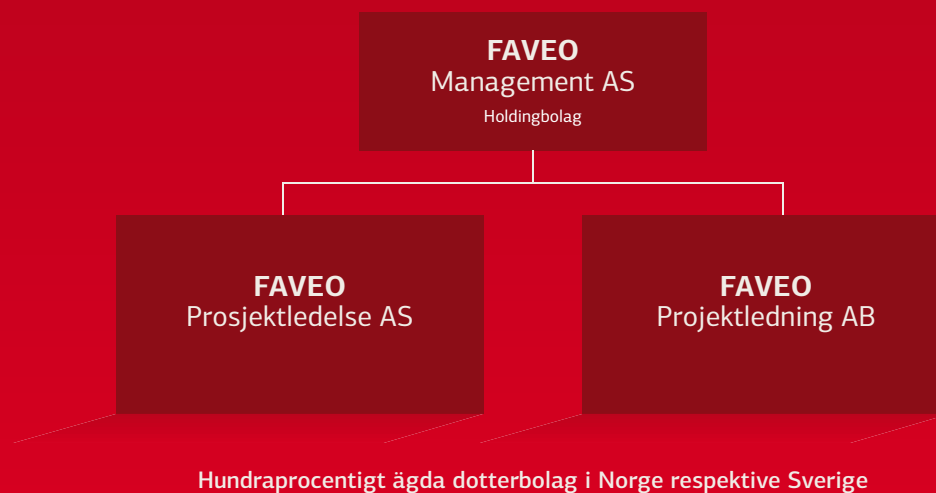 FAVEO
Management AS
Holdingbolag
FAVEO
Prosjektledelse AS
FAVEO
Projektledning AB
Hundraprocentigt ägda dotterbolag i Norge respektive Sverige